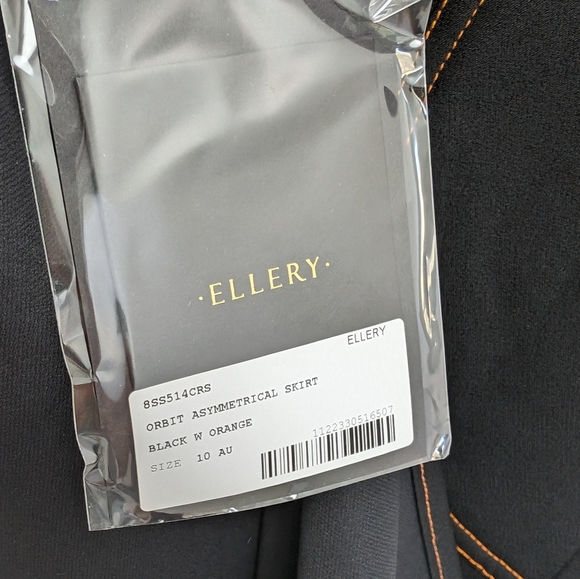 ·ELLERY·
ELLERY
8SS514CRS
ORBIT ASYMMETRICAL SKIRT
BLACK W ORANGE
SIZE 10 AU
1122330516507